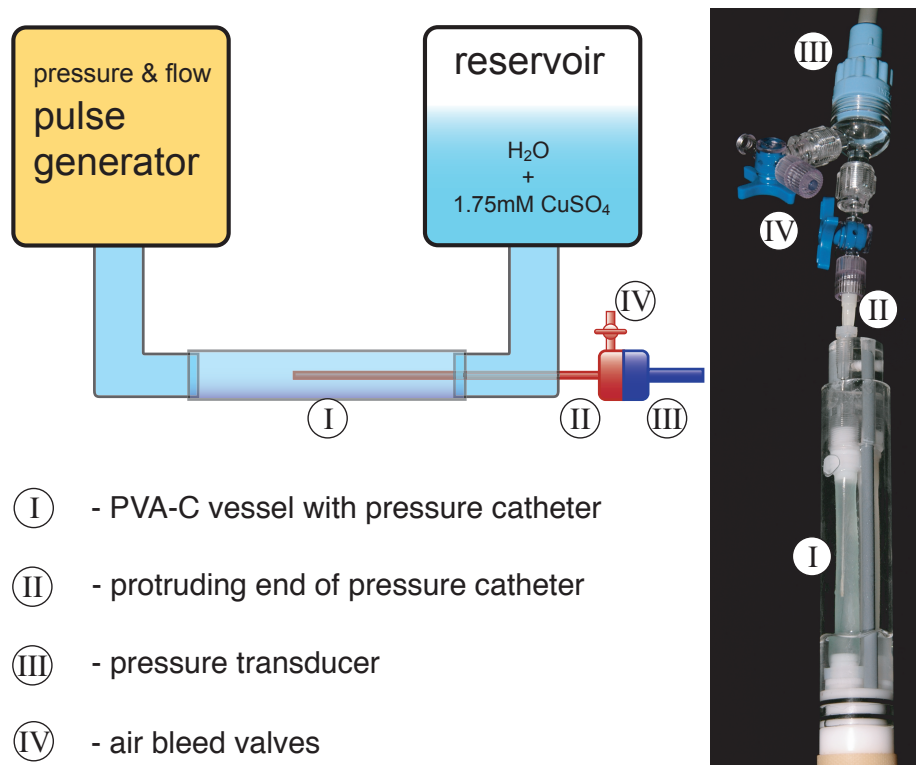 pressure & flow
pulse
generator
reservoir
H₂O
+
1.75mM CuSO₄
IV
I
II
III
I - PVA-C vessel with pressure catheter
II - protruding end of pressure catheter
III - pressure transducer
IV - air bleed valves
III
IV
II
I